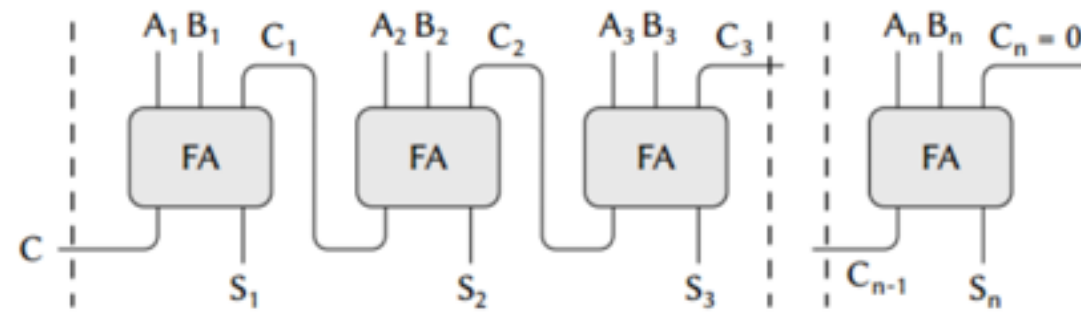 A₁ B₁ C₁ A₂ B₂ C₂ A₃ B₃ C₃ Aₙ Bₙ Cₙ = 0
FA FA FA FA
C
S₁ S₂ S₃ Cₙ₋₁ Sₙ